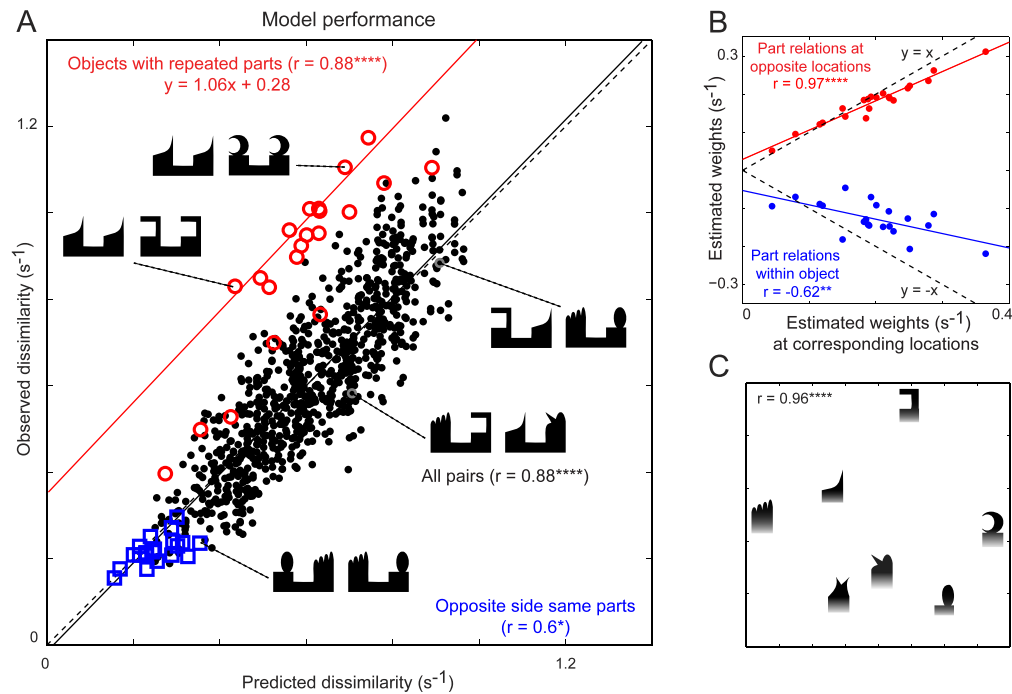 A
Model performance
Objects with repeated parts (r = 0.88****)
y = 1.06x + 0.28
1.2
Observed dissimilarity (s-1)
All pairs (r = 0.88****)
Opposite side same parts
(r = 0.6*)
0
0
1.2
Predicted dissimilarity (s-1)
B
0.3
Part relations at
opposite locations
r = 0.97****
y = x
Estimated weights (s-1)
Part relations
within object
r = -0.62**
y = -x
−0.3
0
0.4
Estimated weights (s-1)
at corresponding locations
C
r = 0.96****